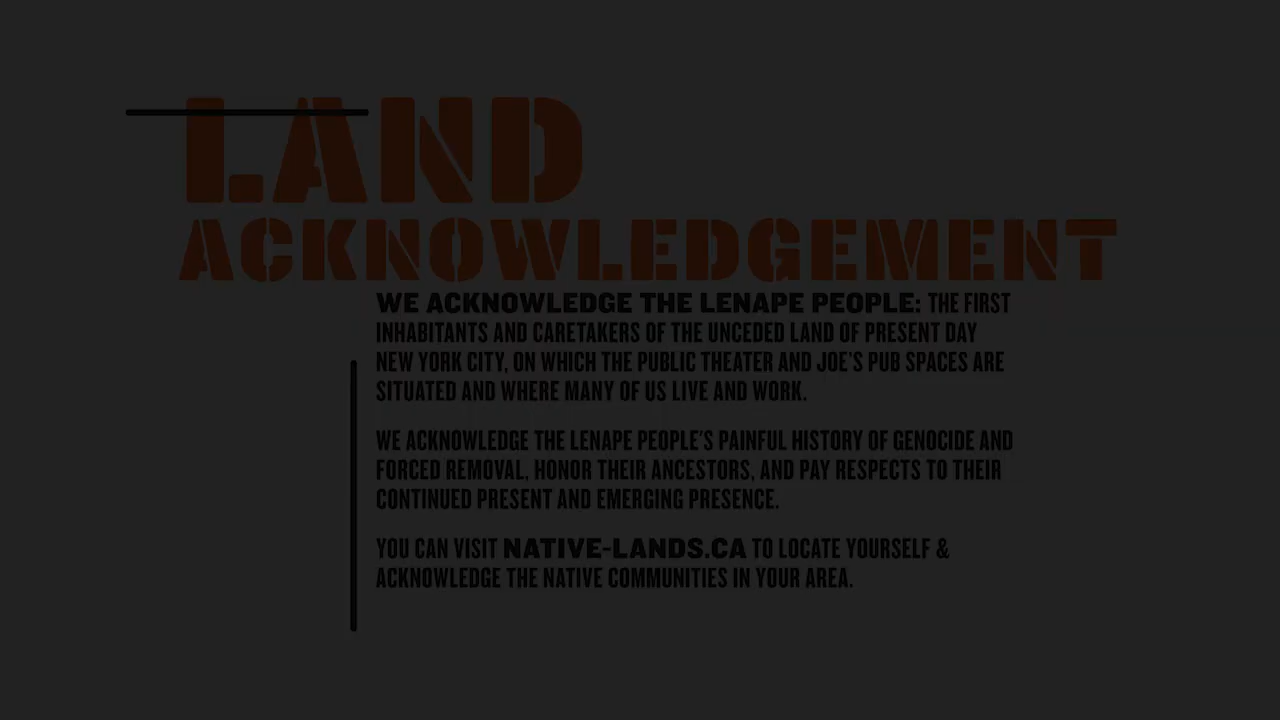 LAND
ACKNOWLEDGEMENT
WE ACKNOWLEDGE THE LENAPE PEOPLE: THE FIRST
INHABITANTS AND CARETAKERS OF THE UNCEDED LAND OF PRESENT DAY
NEW YORK CITY, ON WHICH THE PUBLIC THEATER AND JOE'S PUB SPACES ARE
SITUATED AND WHERE MANY OF US LIVE AND WORK.
WE ACKNOWLEDGE THE LENAPE PEOPLE'S PAINFUL HISTORY OF GENOCIDE AND
FORCED REMOVAL, HONOR THEIR ANCESTORS, AND PAY RESPECTS TO THEIR
CONTINUED PRESENT AND EMERGING PRESENCE.
YOU CAN VISIT NATIVE-LANDS.CA TO LOCATE YOURSELF &
ACKNOWLEDGE THE NATIVE COMMUNITIES IN YOUR AREA.